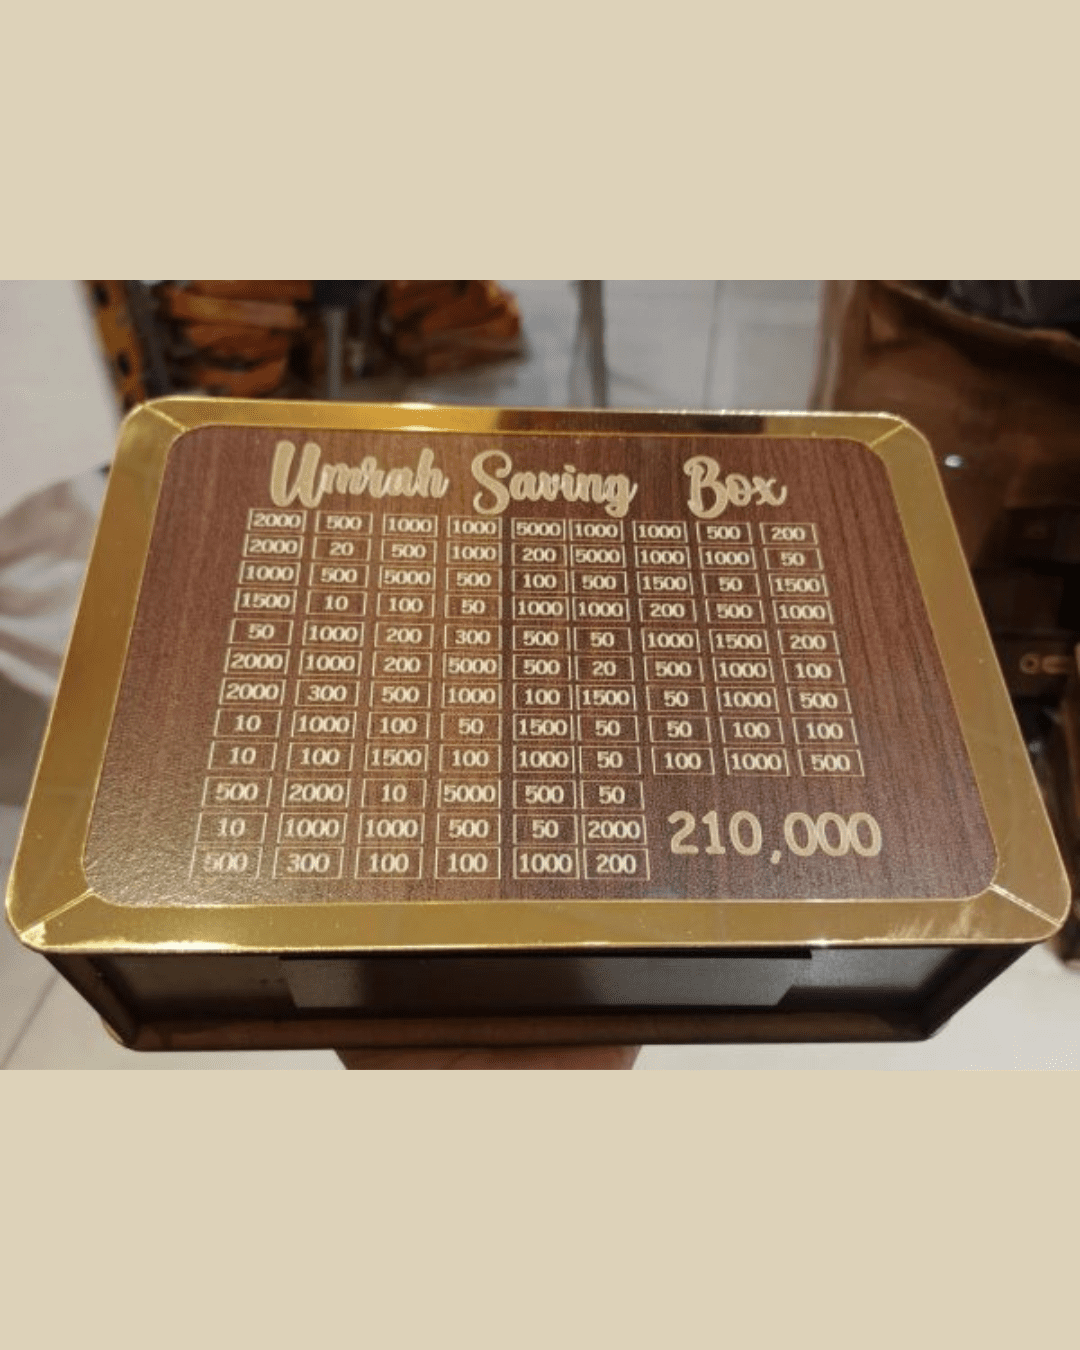 Umrah Saving Box
2000 500 1000 1000 5000 1000 1000 500 200
2000 20 500 1000 200 5000 1000 1000 50
1000 500 5000 500 100 500 1500 50 1500
1500 10 100 50 1000 1000 200 500 1000
50 1000 200 300 500 50 1000 1500 200
2000 1000 200 5000 500 20 500 1000 100
2000 300 500 1000 100 1500 50 1000 500
10 1000 100 50 1500 50 50 100 100
10 100 1500 100 1000 50 100 1000 500
500 2000 10 5000 500 50
10 1000 1000 500 50 2000
500 300 100 100 1000 200
210,000